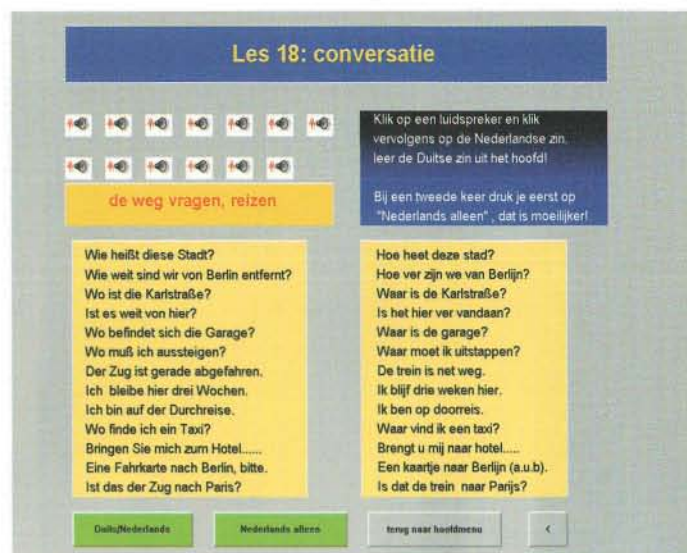 Les 18: conversatie
Klik op een luidspreker en klik
vervolgens op de Nederlandse zin.
leer de Duitse zin uit het hoofd!
Bij een tweede keer druk je eerst op
"Nederlands alleen" , dat is moeilijker!
de weg vragen, reizen
Wie heißt diese Stadt?
Wie weit sind wir von Berlin entfernt?
Wo ist die Karlstraße?
Ist es weit von hier?
Wo befindet sich die Garage?
Wo muß ich aussteigen?
Der Zug ist gerade abgefahren.
Ich bleibe hier drei Wochen.
Ich bin auf der Durchreise.
Wo finde ich ein Taxi?
Bringen Sie mich zum Hotel......
Eine Fahrkarte nach Berlin, bitte.
Ist das der Zug nach Paris?
Hoe heet deze stad?
Hoe ver zijn we van Berlijn?
Waar is de Karlstraße?
Is het hier ver vandaan?
Waar is de garage?
Waar moet ik uitstappen?
De trein is net weg.
Ik blijf drie weken hier.
Ik ben op doorreis.
Waar vind ik een taxi?
Brengt u mij naar hotel.....
Een kaartje naar Berlijn (a.u.b).
Is dat de trein naar Parijs?
Duits/Nederlands
Nederlands alleen
terug naar hoofdmenu
<